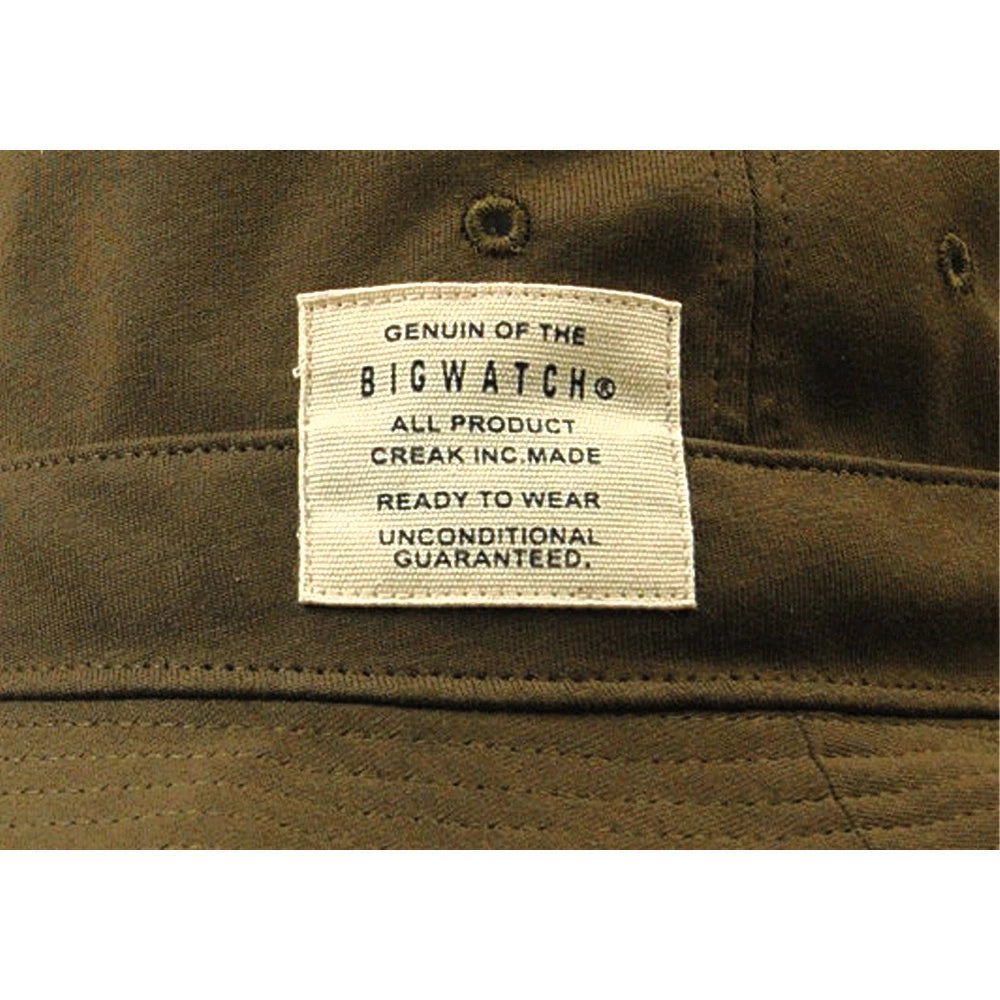 GENUIN OF THE
BIGWATCH®
ALL PRODUCT
CREAK INC.MADE
READY TO WEAR
UNCONDITIONAL
GUARANTEED.